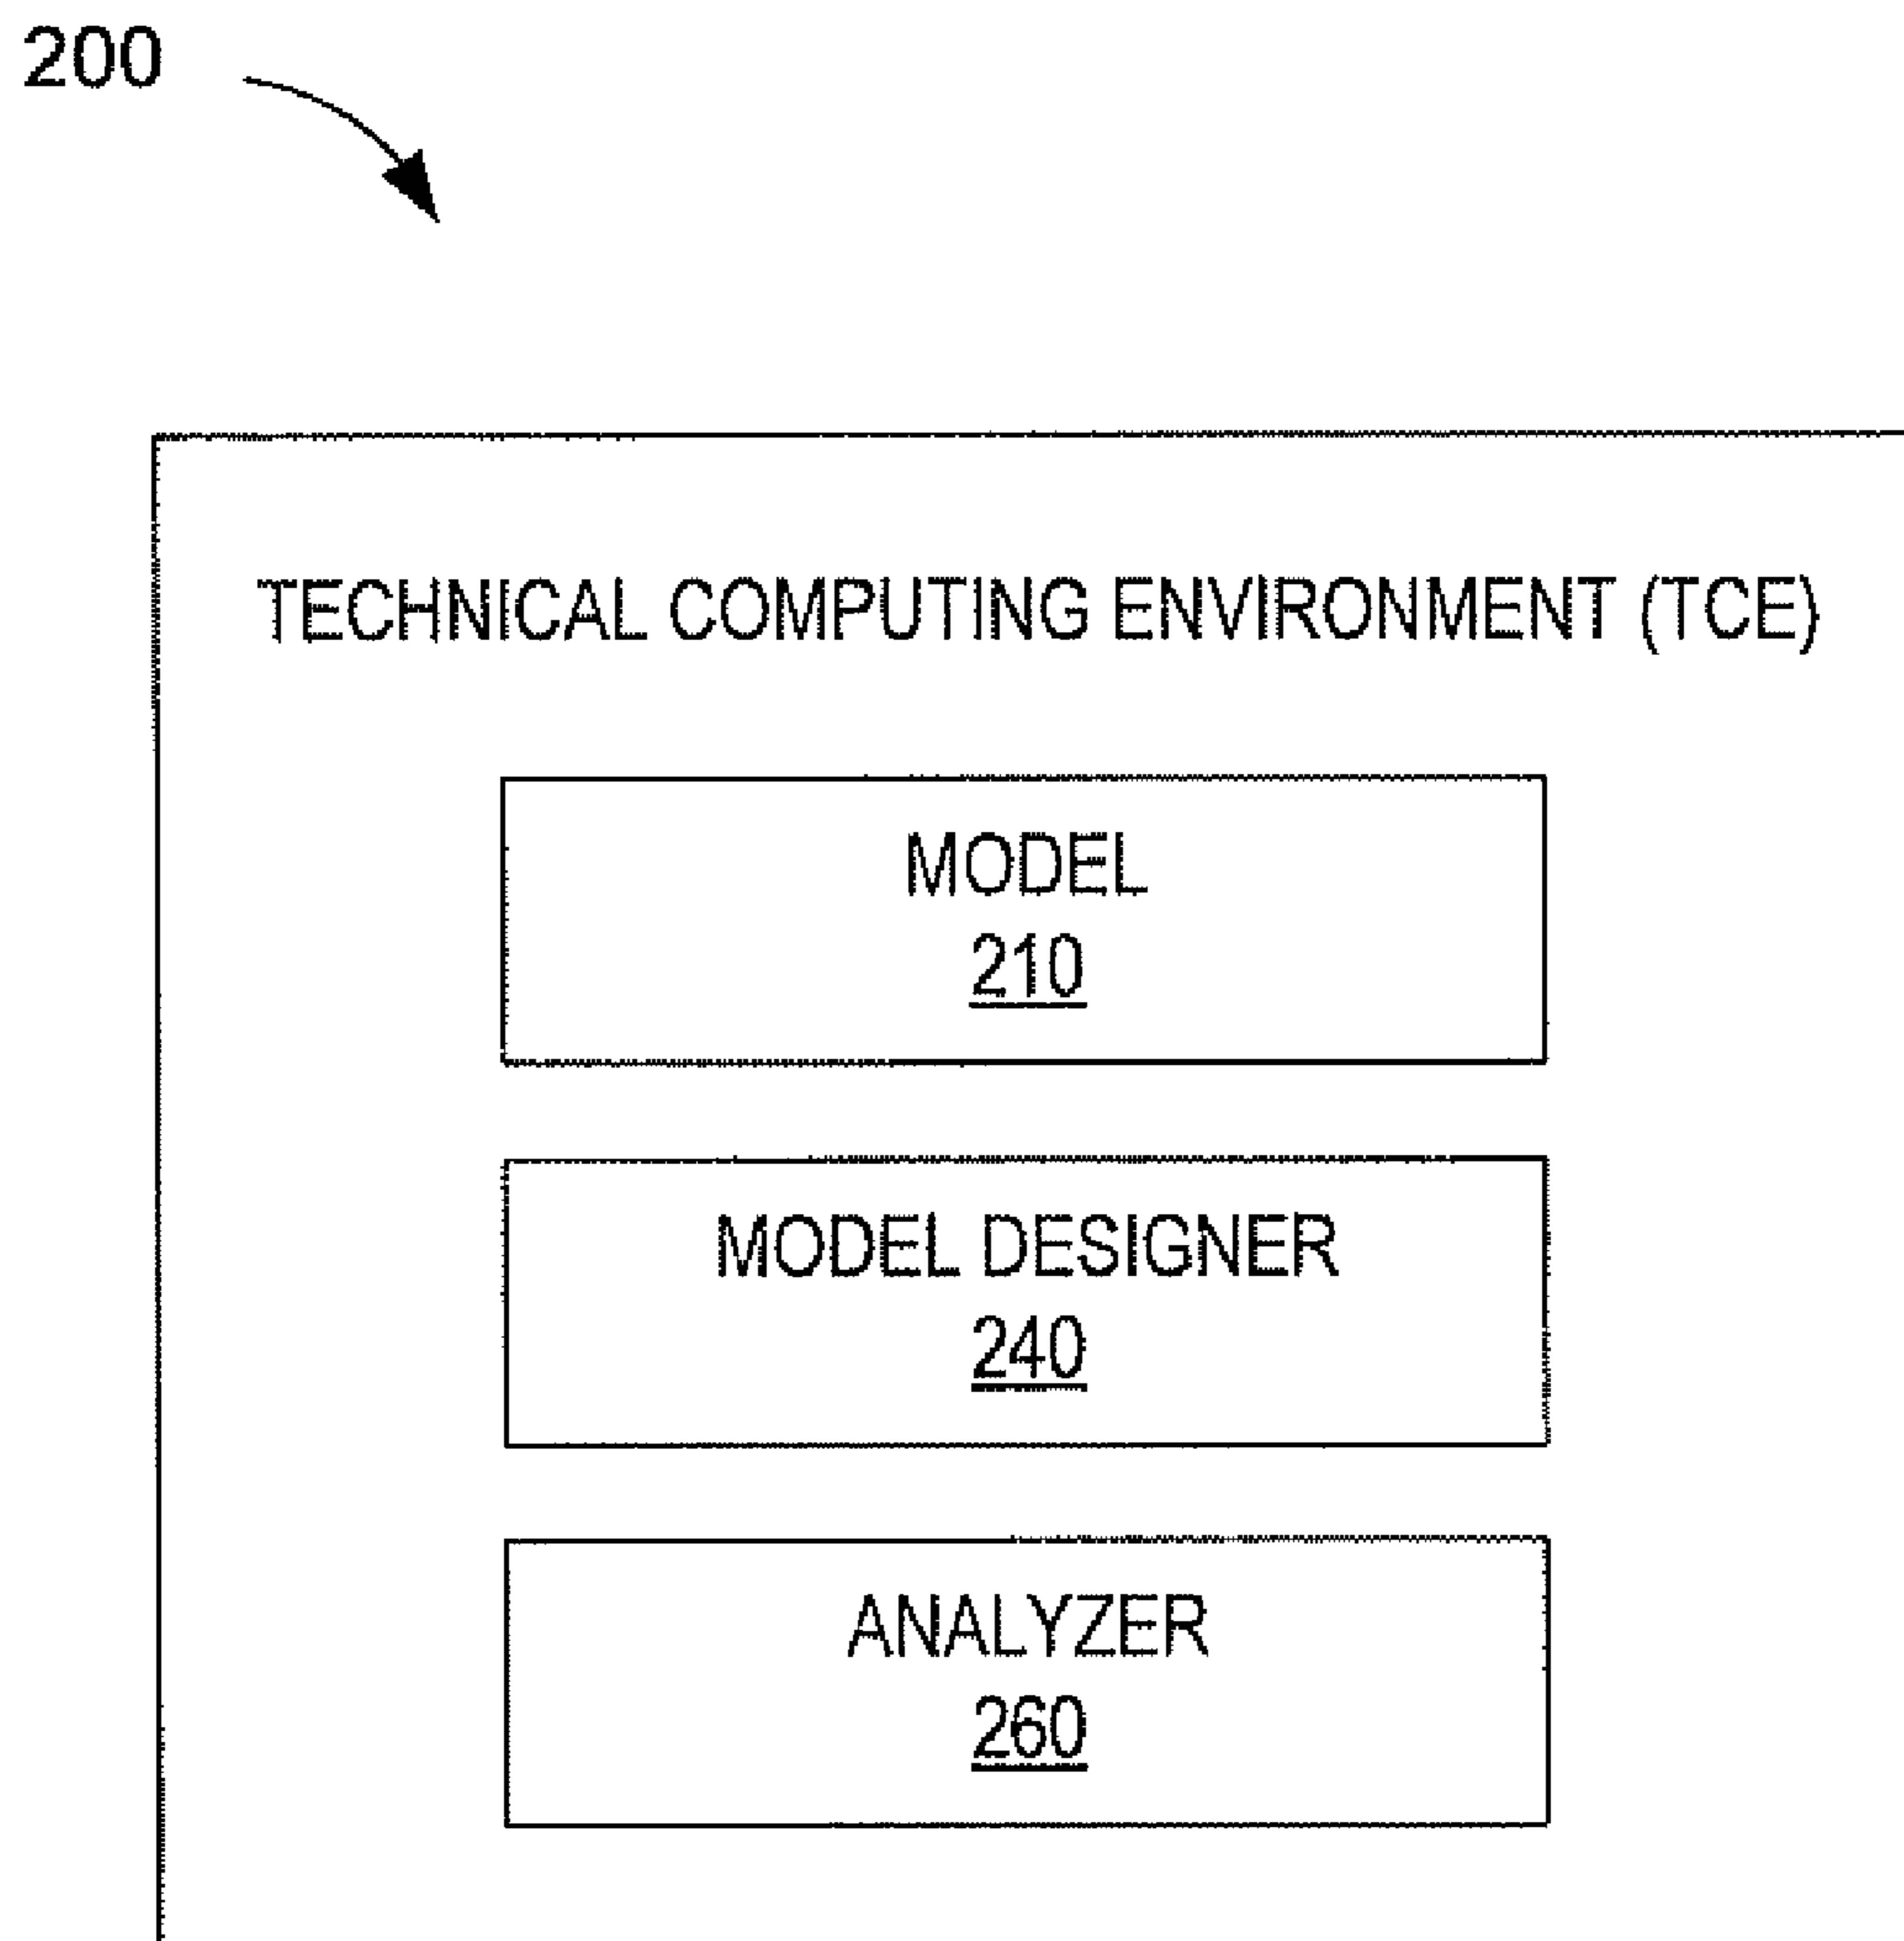 200
TECHNICAL COMPUTING ENVIRONMENT (TCE)
MODEL
210
MODEL DESIGNER
240
ANALYZER
260